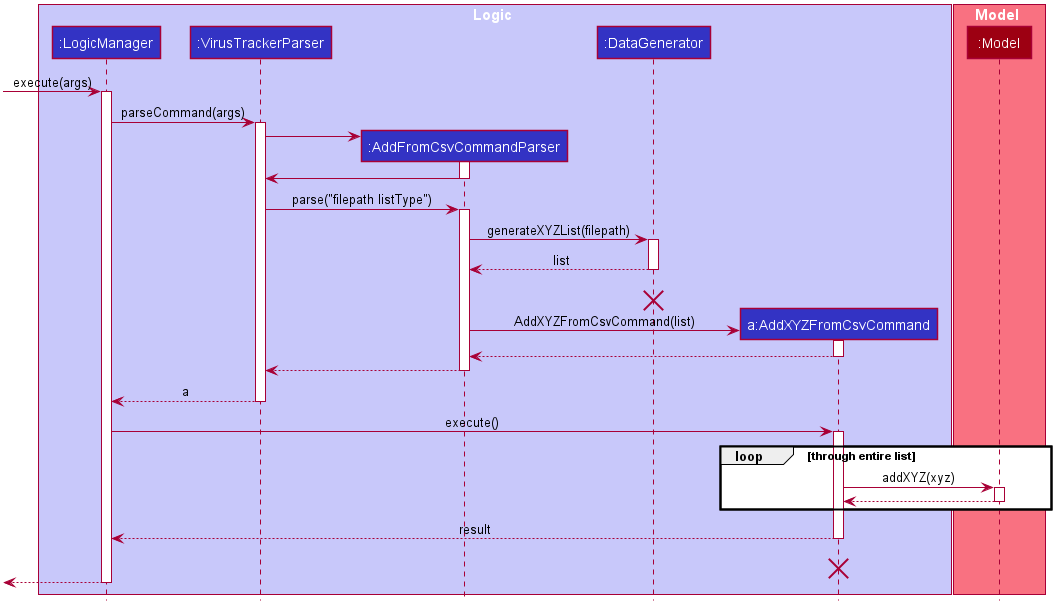 Logic
Model
:LogicManager
:VirusTrackerParser
:DataGenerator
:Model
execute(args)
parseCommand(args)
:AddFromCsvCommandParser
parse("filepath listType")
generateXYZList(filepath)
list
AddXYZFromCsvCommand(list)
a:AddXYZFromCsvCommand
a
execute()
loop
[through entire list]
addXYZ(xyz)
result